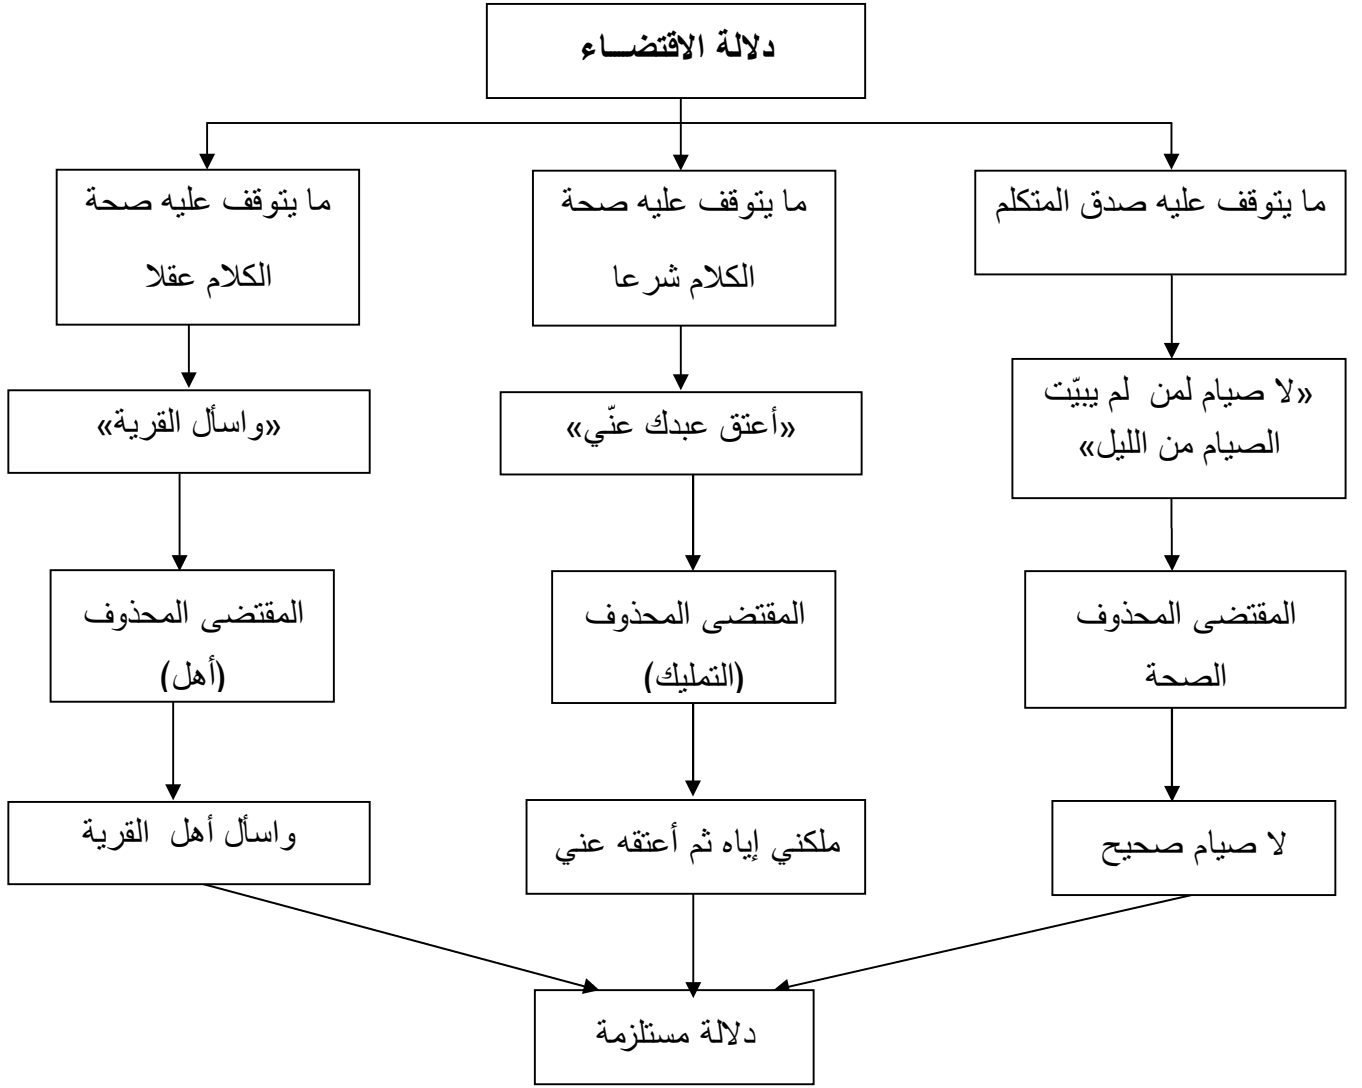 دلالة الاقتضـــاء
ما يتوقف عليه صدق المتكلم
ما يتوقف عليه صحة
الكلام شرعا
ما يتوقف عليه صحة
الكلام عقلا
«لا صيام لمن لم يبيّت
الصيام من الليل»
«أعتق عبدك عنّي»
«واسأل القرية»
المقتضى المحذوف
الصحة
المقتضى المحذوف
(التمليك)
المقتضى المحذوف
(أهل)
لا صيام صحيح
ملكني إياه ثم أعتقه عني
واسأل أهل القرية
دلالة مستلزمة